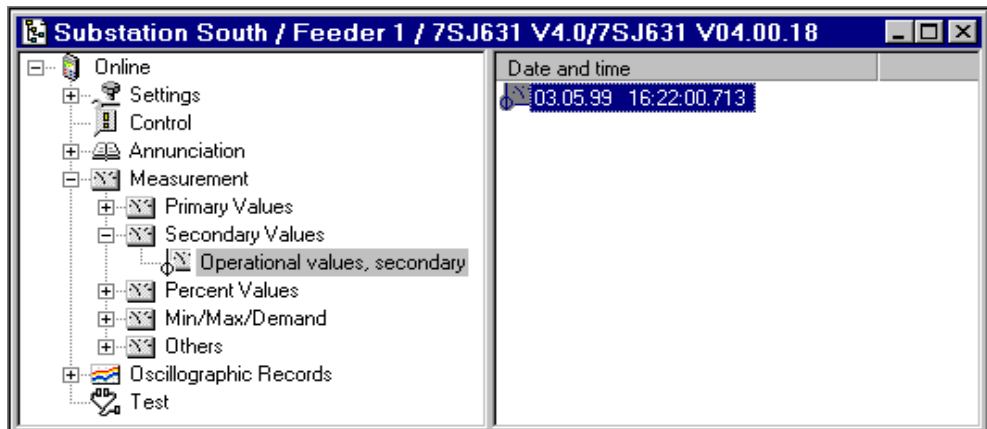 Substation South / Feeder 1 / 7SJ631 V4.0/7SJ631 V04.00.18
Online
Settings
Control
Annunciation
Measurement
Primary Values
Secondary Values
Operational values, secondary
Percent Values
Min/Max/Demand
Others
Oscillographic Records
Test
Date and time
03.05.99 16:22:00.713